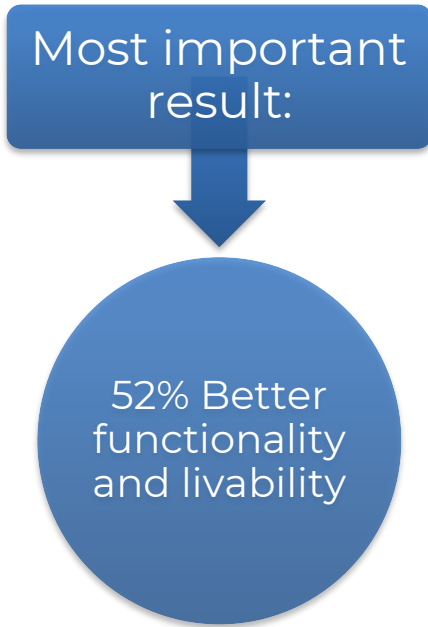 Most important
result:
52% Better
functionality
and livability